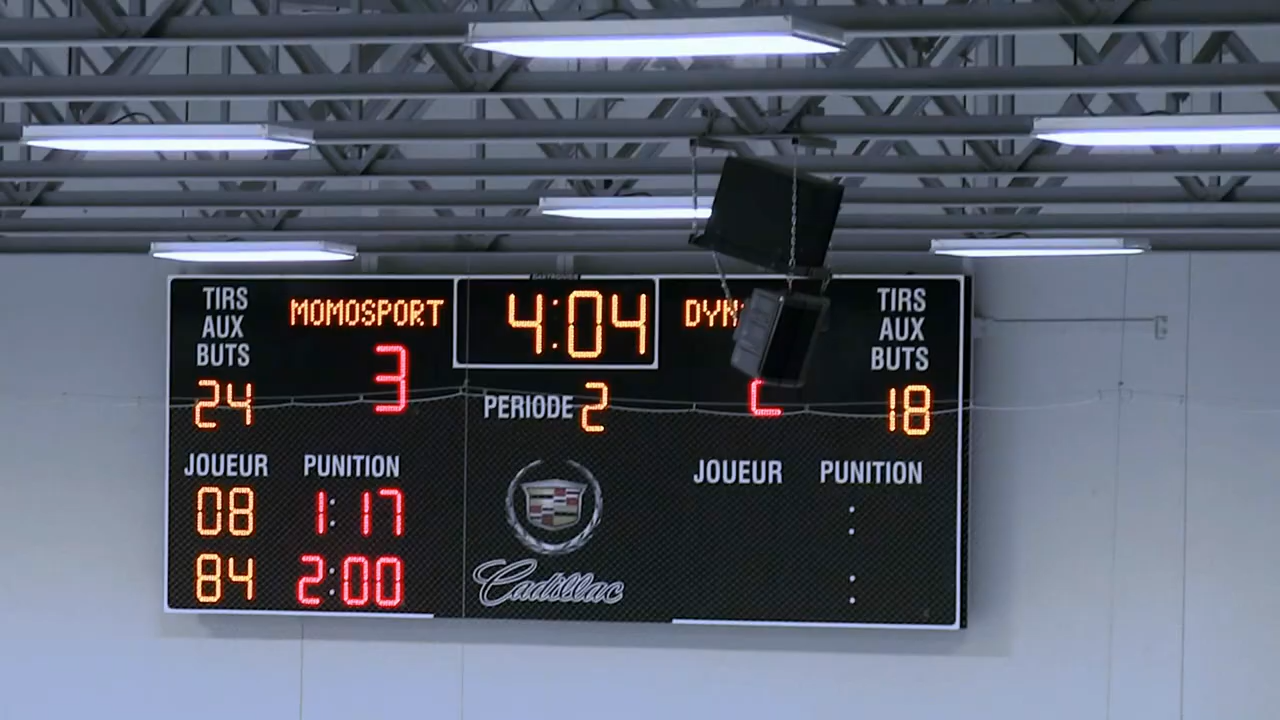 TIRS
AUX
BUTS
24
MOMOSPORT
3
4:04
PERIODE 2
TIRS
AUX
BUTS
18
JOUEUR PUNITION
08 1:17
84 2:00
Cadillac
JOUEUR PUNITION
:
: